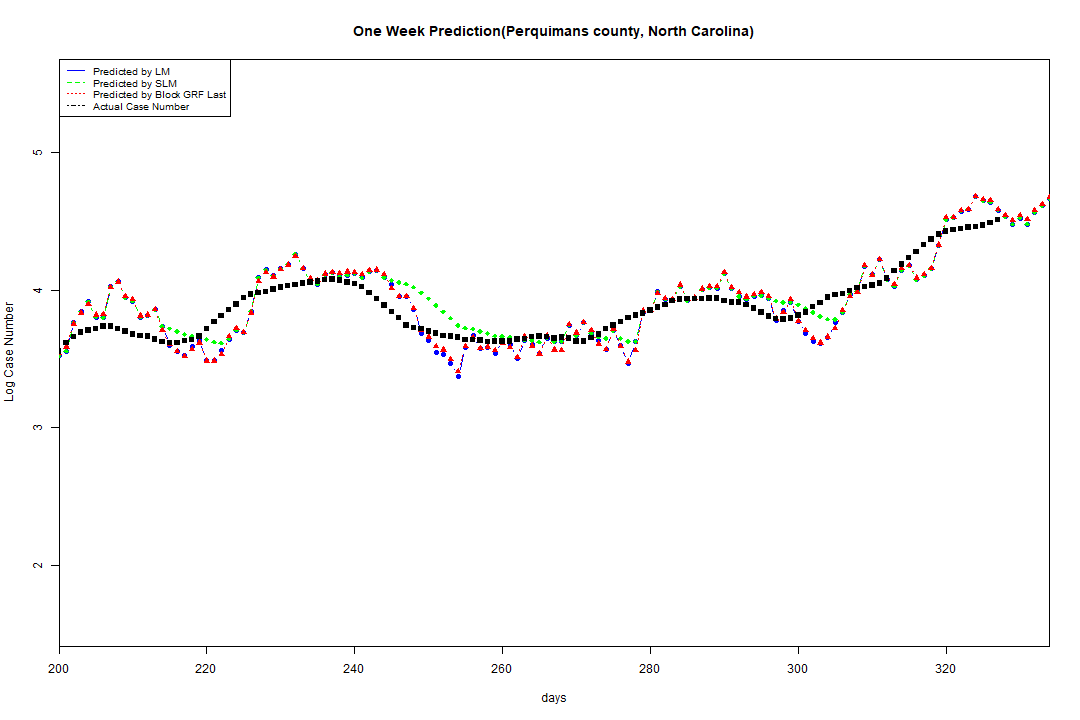 One Week Prediction(Perquimans county, North Carolina)
Predicted by LM
Predicted by SLM
Predicted by Block GRF Last
Actual Case Number
5
4
3
2
Log Case Number
200 220 240 260 280 300 320
days